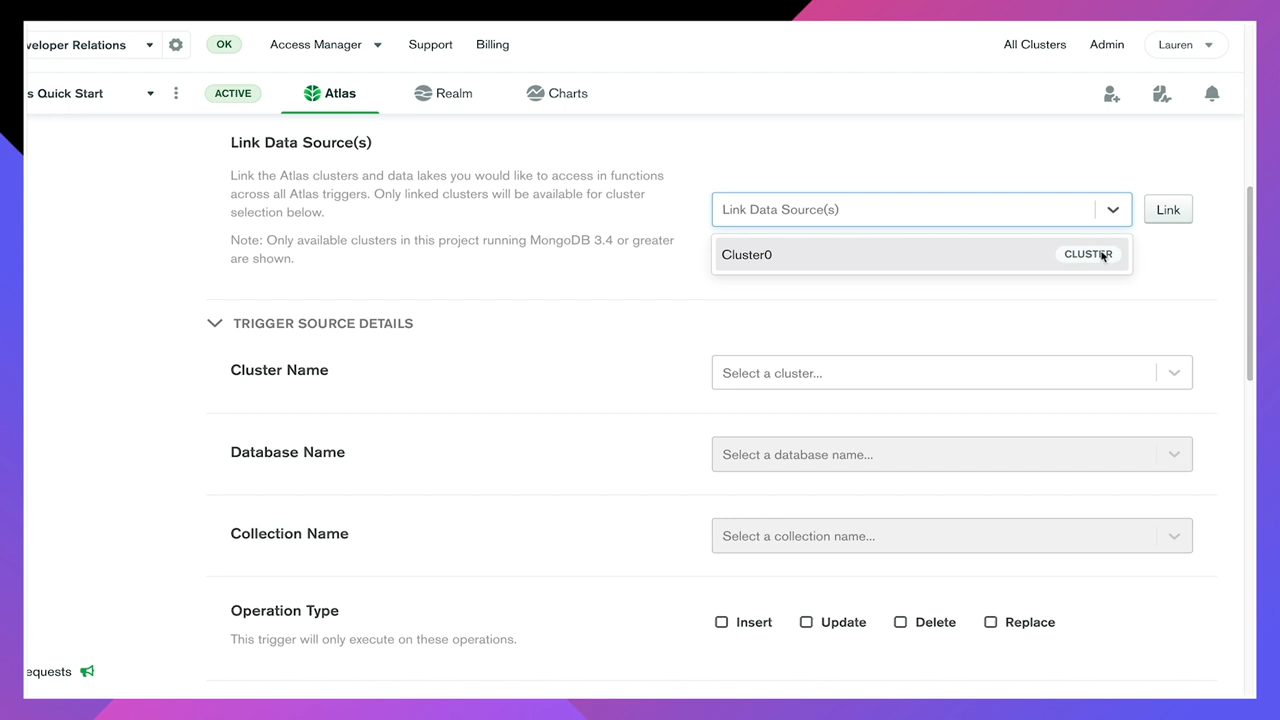 veloper Relations
OK
Access Manager
Support
Billing
All Clusters
Admin
Lauren
s Quick Start
ACTIVE
Atlas
Realm
Charts
Link Data Source(s)
Link the Atlas clusters and data lakes you would like to access in functions
across all Atlas triggers. Only linked clusters will be available for cluster
selection below.
Note: Only available clusters in this project running MongoDB 3.4 or greater
are shown.
Link Data Source(s)
Link
Cluster0
CLUSTER
TRIGGER SOURCE DETAILS
Cluster Name
Select a cluster...
Database Name
Select a database name...
Collection Name
Select a collection name...
Operation Type
This trigger will only execute on these operations.
Insert
Update
Delete
Replace
equests